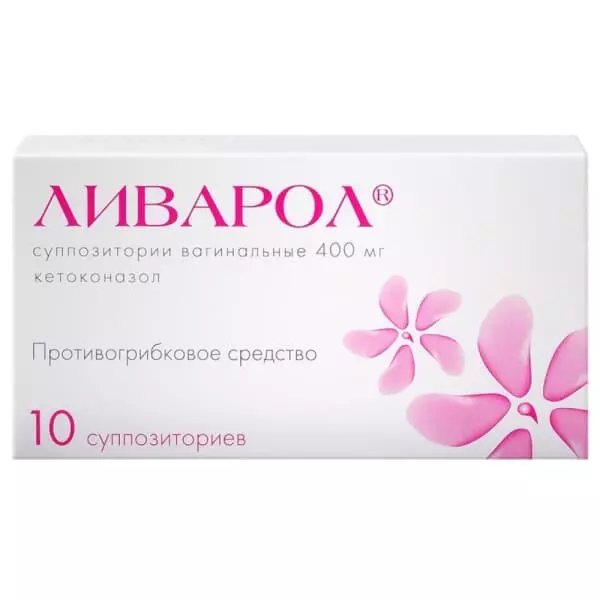 ЛИВАРОЛ®
суппозитории вагинальные 400 мг
кетоконазол
Противогрибковое средство
10 суппозиториев